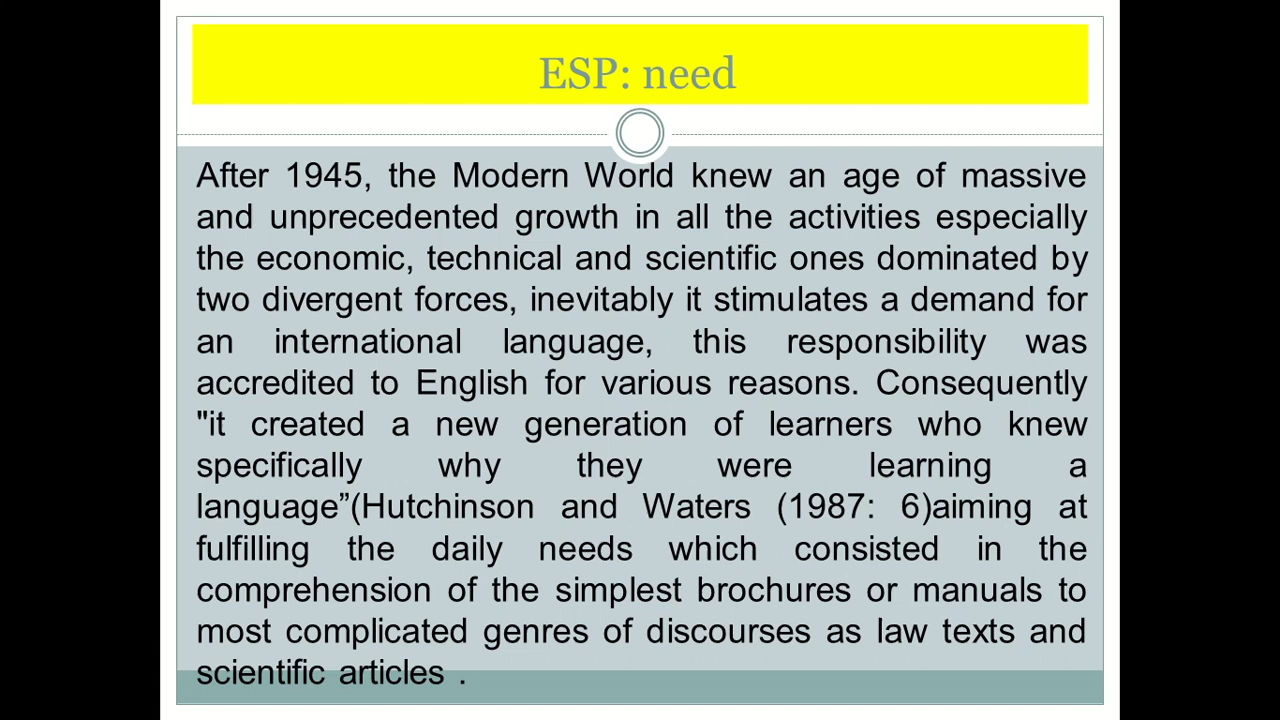 ESP: need
After 1945, the Modern World knew an age of massive
and unprecedented growth in all the activities especially
the economic, technical and scientific ones dominated by
two divergent forces, inevitably it stimulates a demand for
an international language, this responsibility was
accredited to English for various reasons. Consequently
"it created a new generation of learners who knew
specifically why they were learning a
language”(Hutchinson and Waters (1987: 6)aiming at
fulfilling the daily needs which consisted in the
comprehension of the simplest brochures or manuals to
most complicated genres of discourses as law texts and
scientific articles .